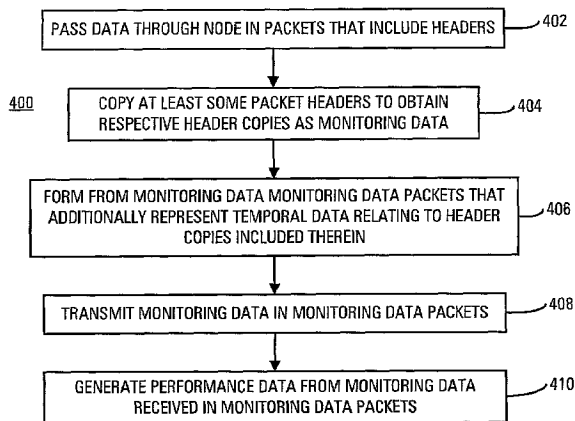 PASS DATA THROUGH NODE IN PACKETS THAT INCLUDE HEADERS
402
400
COPY AT LEAST SOME PACKET HEADERS TO OBTAIN
RESPECTIVE HEADER COPIES AS MONITORING DATA
404
FORM FROM MONITORING DATA MONITORING DATA PACKETS THAT
ADDITIONALLY REPRESENT TEMPORAL DATA RELATING TO HEADER
COPIES INCLUDED THEREIN
406
TRANSMIT MONITORING DATA IN MONITORING DATA PACKETS
408
GENERATE PERFORMANCE DATA FROM MONITORING DATA
RECEIVED IN MONITORING DATA PACKETS
410